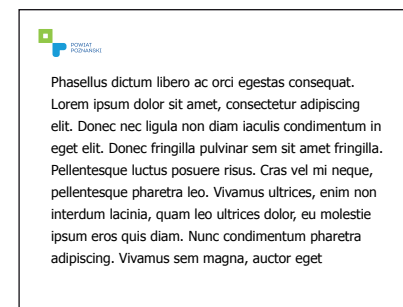 POWIAT
POZNAŃSKI
Phasellus dictum libero ac orci egestas consequat.
Lorem ipsum dolor sit amet, consectetur adipiscing
elit. Donec nec ligula non diam iaculis condimentum in
eget elit. Donec fringilla pulvinar sem sit amet fringilla.
Pellentesque luctus posuere risus. Cras vel mi neque,
pellentesque pharetra leo. Vivamus ultrices, enim non
interdum lacinia, quam leo ultrices dolor, eu molestie
ipsum eros quis diam. Nunc condimentum pharetra
adipiscing. Vivamus sem magna, auctor eget